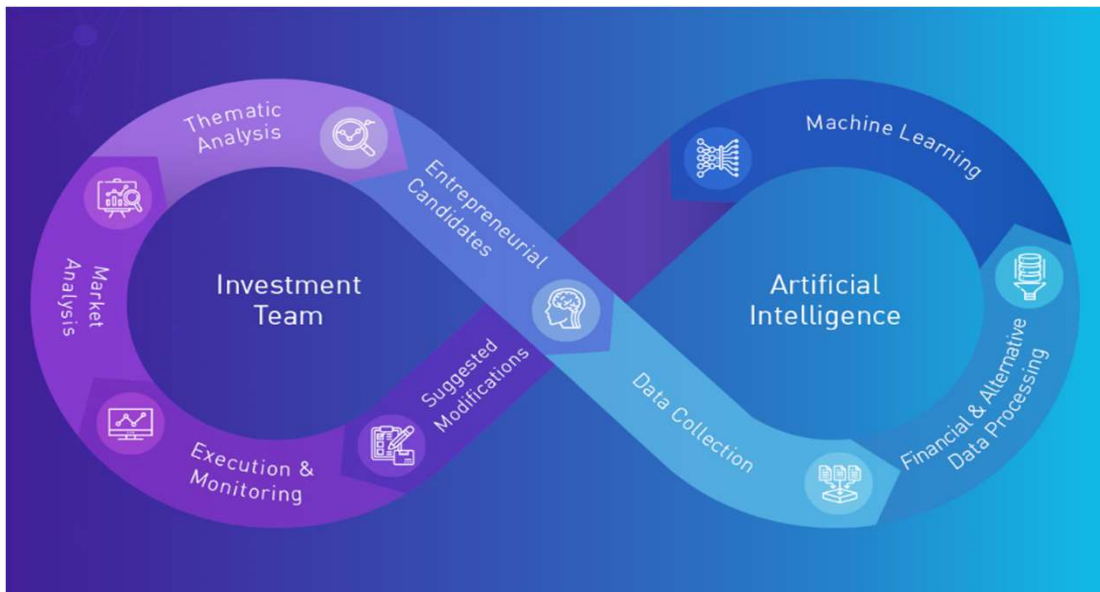 Thematic
Analysis
Entrepreneurial
Candidates
Machine Learning
Market
Analysis
Investment
Team
Artificial
Intelligence
Suggested
Modifications
Data Collection
Financial & Alternative
Data Processing
Execution &
Monitoring